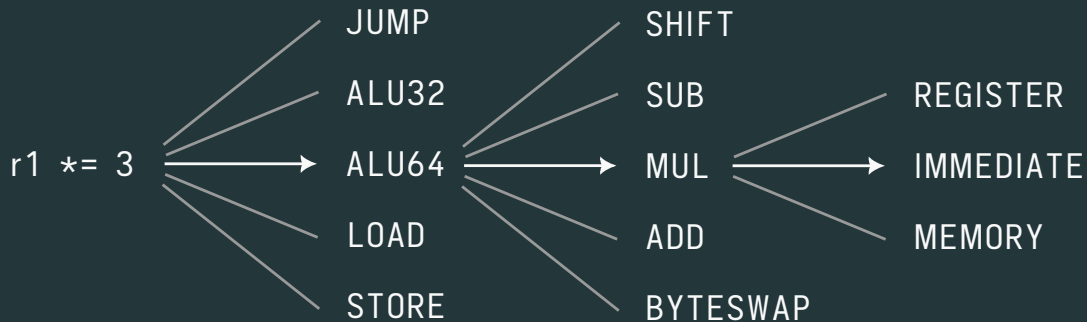 r1 *= 3
JUMP
ALU32
ALU64
LOAD
STORE
SHIFT
SUB
MUL
ADD
BYTESWAP
REGISTER
IMMEDIATE
MEMORY